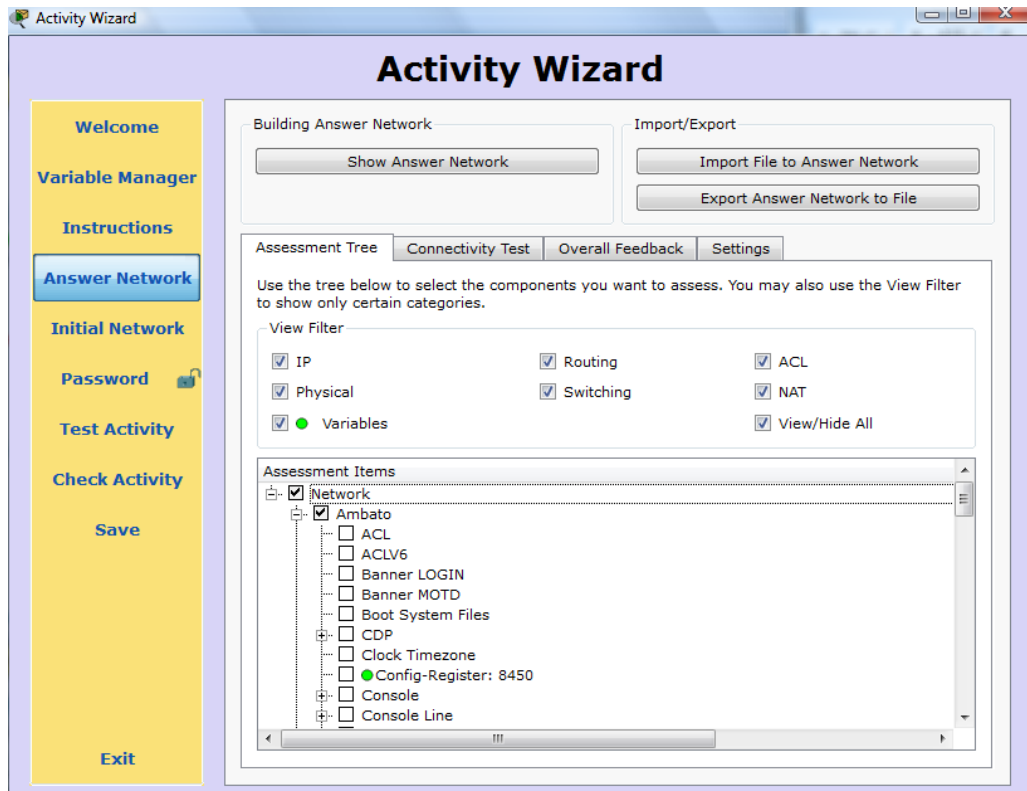 Activity Wizard
Activity Wizard
Welcome
Variable Manager
Instructions
Answer Network
Initial Network
Password
Test Activity
Check Activity
Save
Exit
Building Answer Network
Show Answer Network
Import/Export
Import File to Answer Network
Export Answer Network to File
Assessment Tree
Connectivity Test
Overall Feedback
Settings
Use the tree below to select the components you want to assess. You may also use the View Filter
to show only certain categories.
View Filter
IP
Routing
ACL
Physical
Switching
NAT
Variables
View/Hide All
Assessment Items
Network
Ambato
ACL
ACLV6
Banner LOGIN
Banner MOTD
Boot System Files
CDP
Clock Timezone
Config-Register: 8450
Console
Console Line